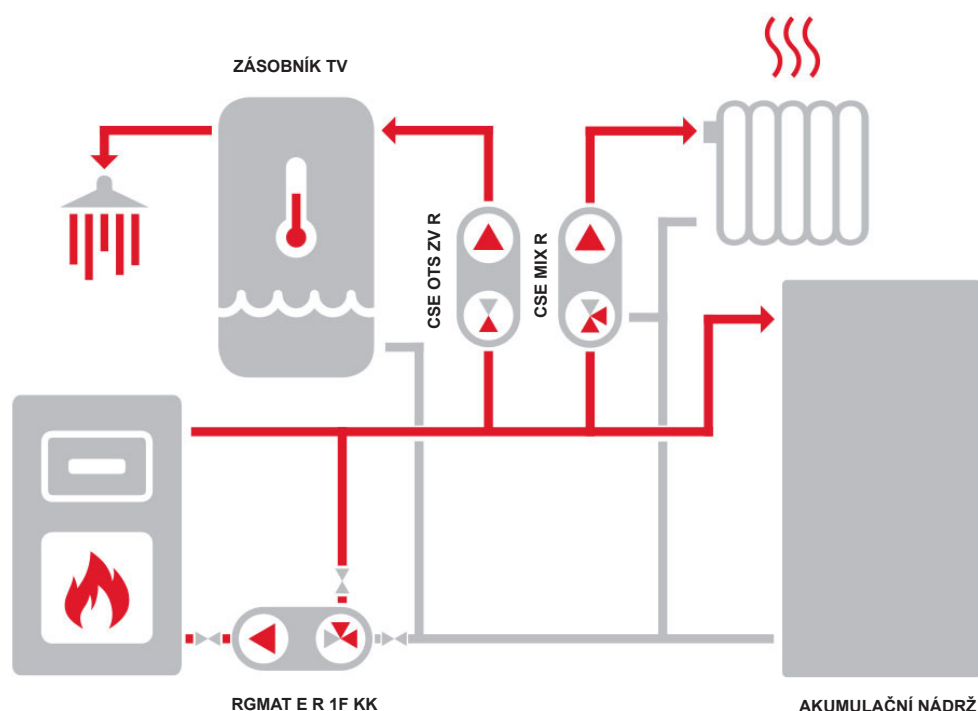 ZÁSOBNÍK TV
CSE OTS ZV R
CSE MIX R
RGMAT E R 1F KK
AKUMULAČNÍ NÁDRŽ